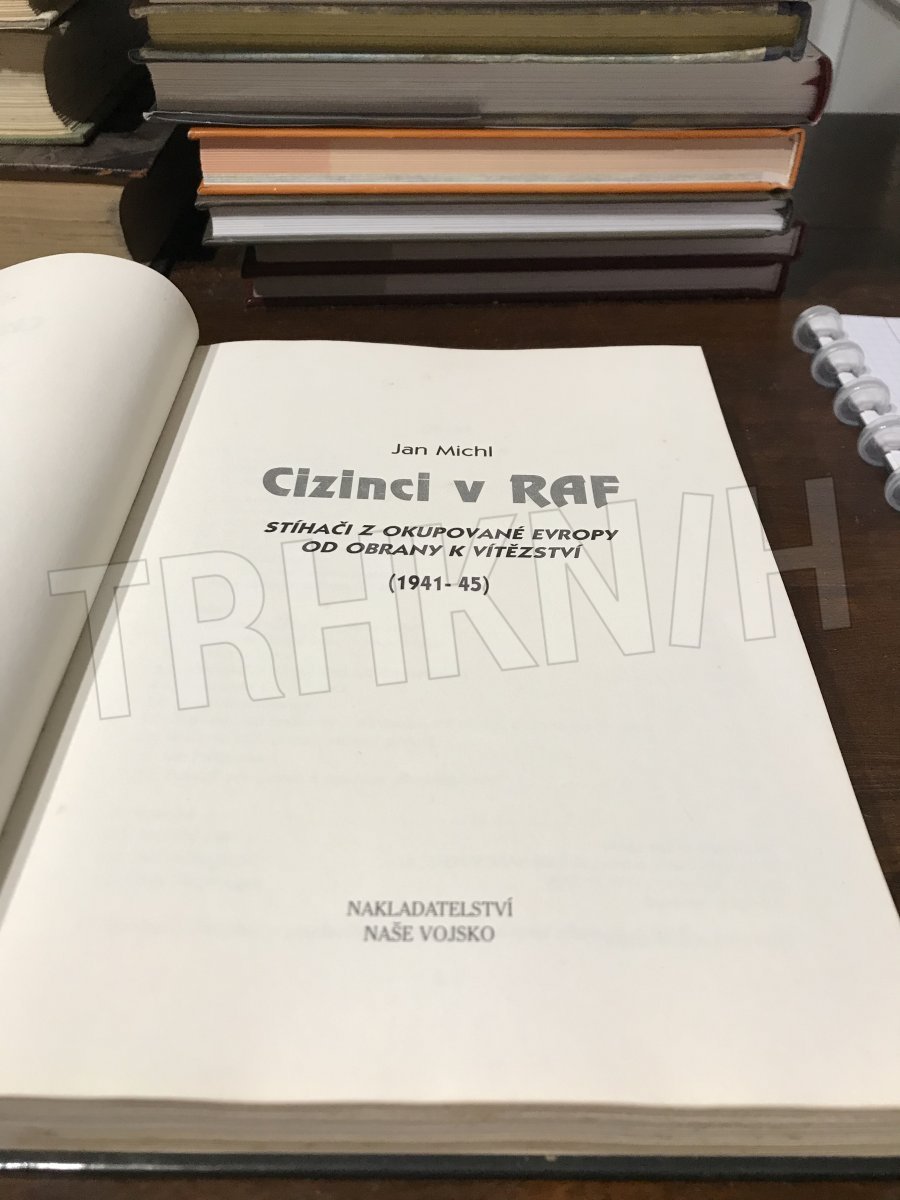 Jan Michl
Cizinci v RAF
STÍHAČI Z OKUPOVANÉ EVROPY
OD OBRANY K VÍTĚZSTVÍ
(1941-45)
TRHKNIH
NAKLADATELSTVÍ
NAŠE VOJSKO